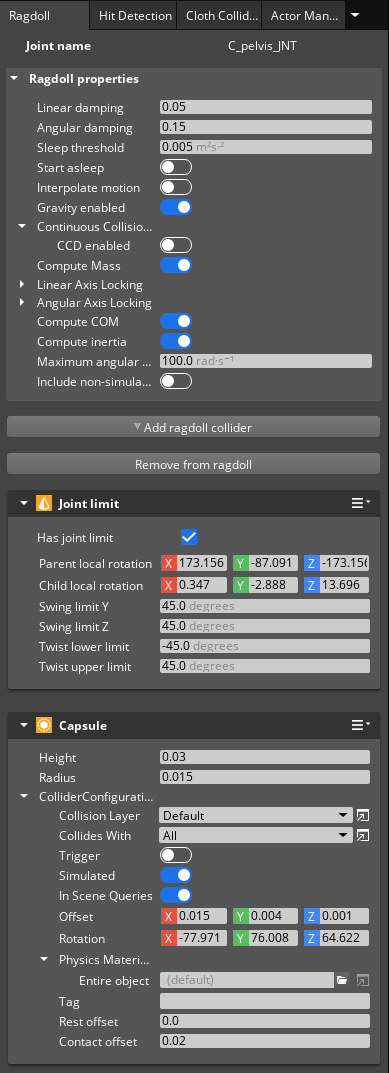 Ragdoll Hit Detection Cloth Collid... Actor Man...
Joint name C_pelvis_JNT
Ragdoll properties
Linear damping 0.05
Angular damping 0.15
Sleep threshold 0.005 m²s⁻²
Start asleep
Interpolate motion
Gravity enabled
Continuous Collisio...
CCD enabled
Compute Mass
Linear Axis Locking
Angular Axis Locking
Compute COM
Compute inertia
Maximum angular ... 100.0 rad·s⁻¹
Include non-simula...
Add ragdoll collider
Remove from ragdoll
Joint limit
Has joint limit
Parent local rotation X 173.156 Y -87.091 Z -173.156
Child local rotation X 0.347 Y -2.888 Z 13.696
Swing limit Y 45.0 degrees
Swing limit Z 45.0 degrees
Twist lower limit -45.0 degrees
Twist upper limit 45.0 degrees
Capsule
Height 0.03
Radius 0.015
ColliderConfigurati...
Collision Layer Default
Collides With All
Trigger
Simulated
In Scene Queries
Offset X 0.015 Y 0.004 Z 0.001
Rotation X -77.971 Y 76.008 Z 64.622
Physics Materi...
Entire object (default)
Tag
Rest offset 0.0
Contact offset 0.02